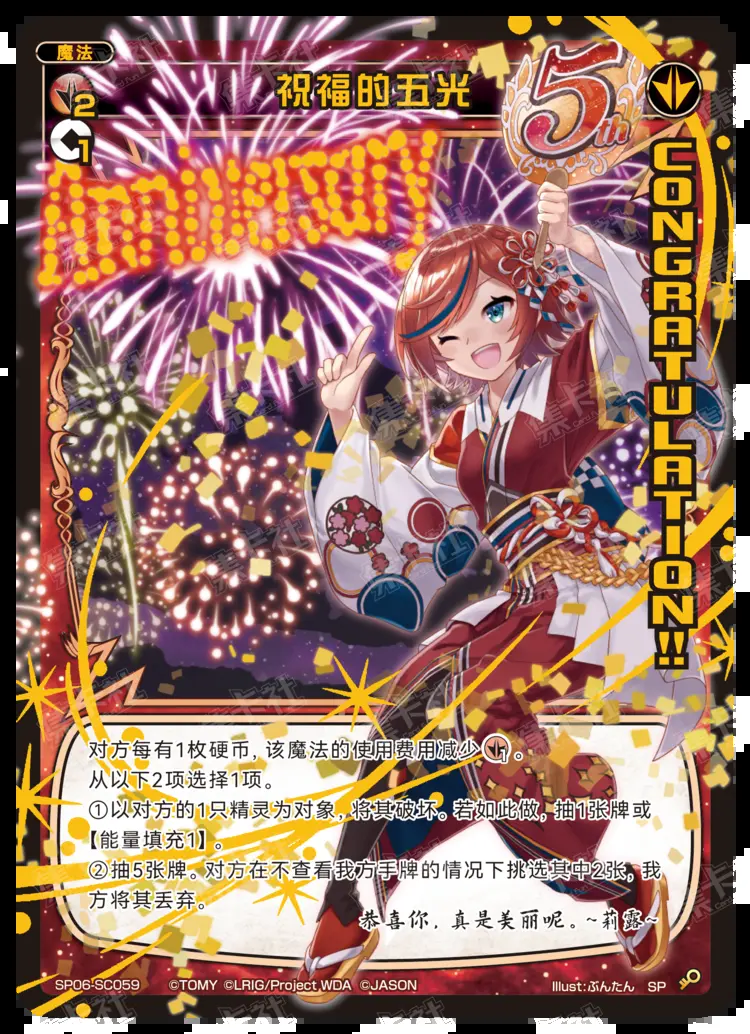 魔法
祝福的五光
2
1
5th
Anniversary
CONGRATULATION!!
对方每有1枚硬币，该魔法的使用费用减少1。
从以下2项选择1项。
①以对方的1只精灵为对象，将其破坏。若如此做，抽1张牌或
【能量填充1】。
②抽5张牌。对方在不查看我方手牌的情况下挑选其中2张，我
方将其丢弃。
恭喜你，真是美丽呢。~莉露~
SP06-SC059 ©TOMY ©LRIG/Project WDA ©JASON Illust:ぶんたん SP
集卡社